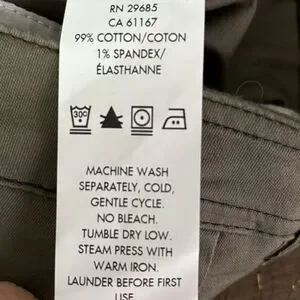 RN 29685
CA 61167
99% COTTON/COTON
1% SPANDEX/
ÉLASTHANNE
30C
MACHINE WASH
SEPARATELY, COLD,
GENTLE CYCLE.
NO BLEACH.
TUMBLE DRY LOW.
STEAM PRESS WITH
WARM IRON.
LAUNDER BEFORE FIRST
USE